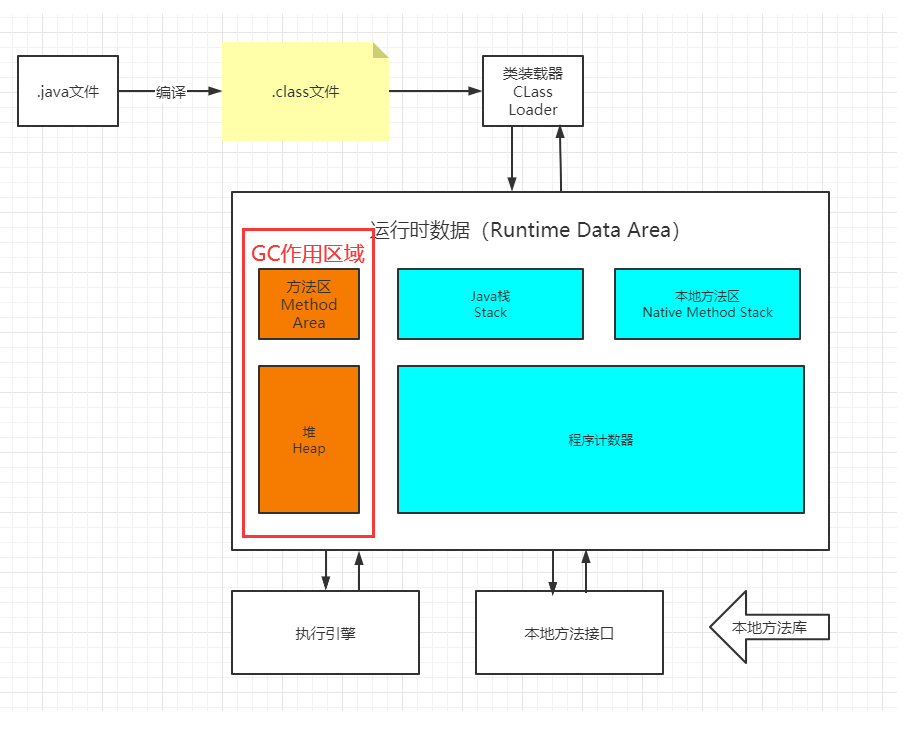 .java文件
编译
.class文件
类装载器
CLass
Loader
运行时数据（Runtime Data Area）
GC作用区域
方法区
Method
Area
Java栈
Stack
本地方法区
Native Method Stack
堆
Heap
程序计数器
执行引擎
本地方法接口
本地方法库